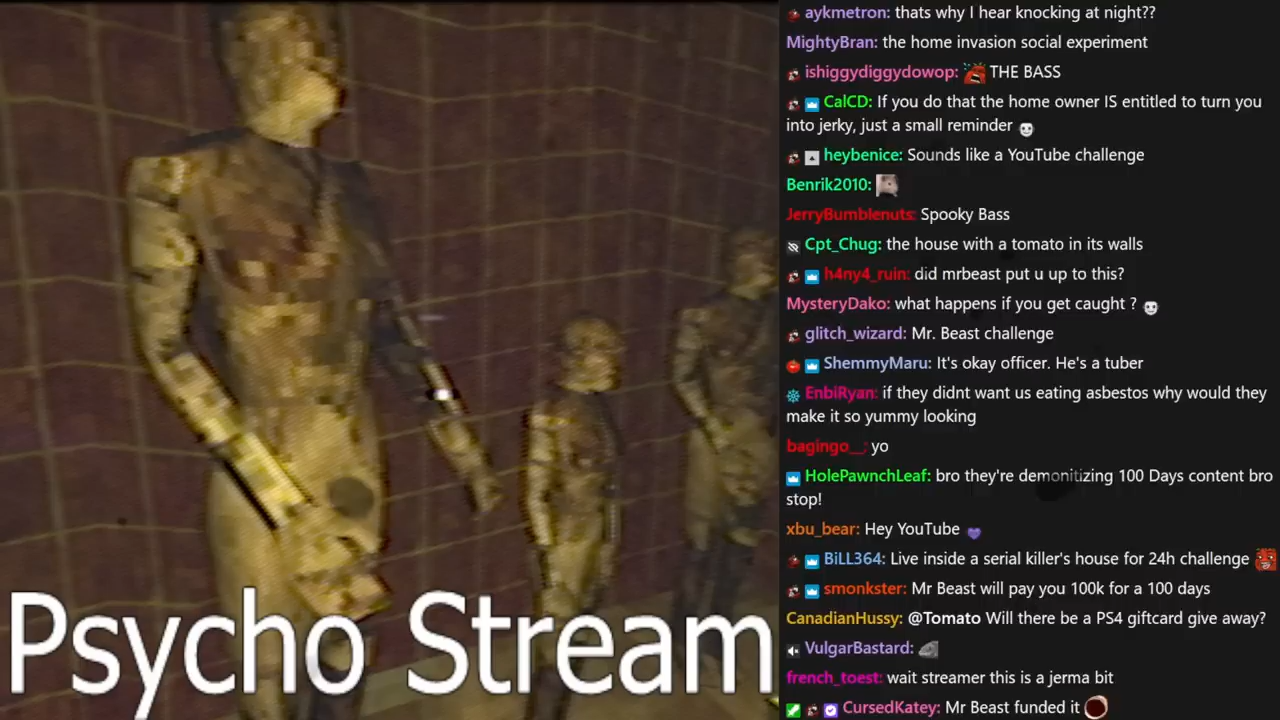 aykmetron: thats why I hear knocking at night??
MightyBran: the home invasion social experiment
ishiggydiggydowop: THE BASS
CalCD: If you do that the home owner IS entitled to turn you
into jerky, just a small reminder
heybenice: Sounds like a YouTube challenge
Benrik2010:
JerryBumblenuts: Spooky Bass
Cpt_Chug: the house with a tomato in its walls
h4ny4_ruin: did mrbeast put u up to this?
MysteryDako: what happens if you get caught ?
glitch_wizard: Mr. Beast challenge
ShemmyMaru: It's okay officer. He's a tuber
EnbiRyan: if they didnt want us eating asbestos why would they
make it so yummy looking
bagingo__: yo
HolePawnchLeaf: bro they're demonitizing 100 Days content bro
stop!
xbu_bear: Hey YouTube
BiLL364: Live inside a serial killer's house for 24h challenge
smonkster: Mr Beast will pay you 100k for a 100 days
CanadianHussy: @Tomato Will there be a PS4 giftcard give away?
VulgarBastard:
french_toest: wait streamer this is a jerma bit
CursedKatey: Mr Beast funded it
Psycho Stream